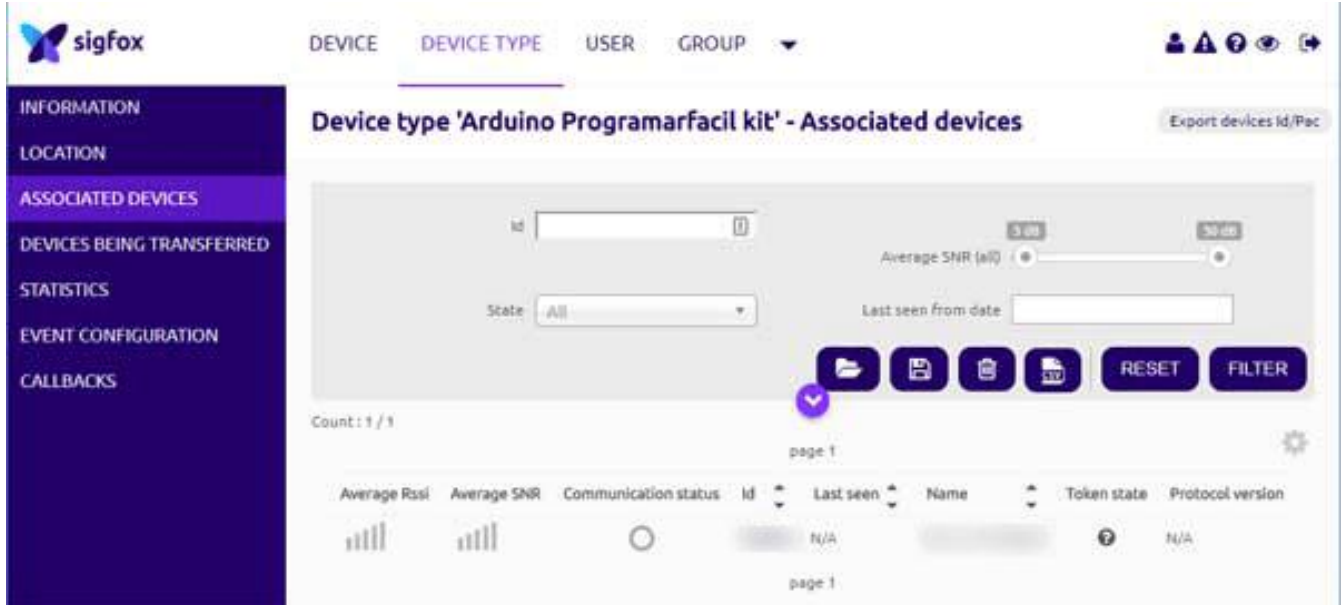 sigfox
DEVICE DEVICE TYPE USER GROUP
INFORMATION
LOCATION
ASSOCIATED DEVICES
DEVICES BEING TRANSFERRED
STATISTICS
EVENT CONFIGURATION
CALLBACKS
Device type 'Arduino Programarfacil kit' - Associated devices
Export devices Id/Pac
Id
Average SNR (all)
30 dB
State All
Last seen from date
CSV
RESET
FILTER
Count : 1 / 1
page 1
Average Rssi Average SNR Communication status Id Last seen Name Token state Protocol version
N/A N/A
page 1